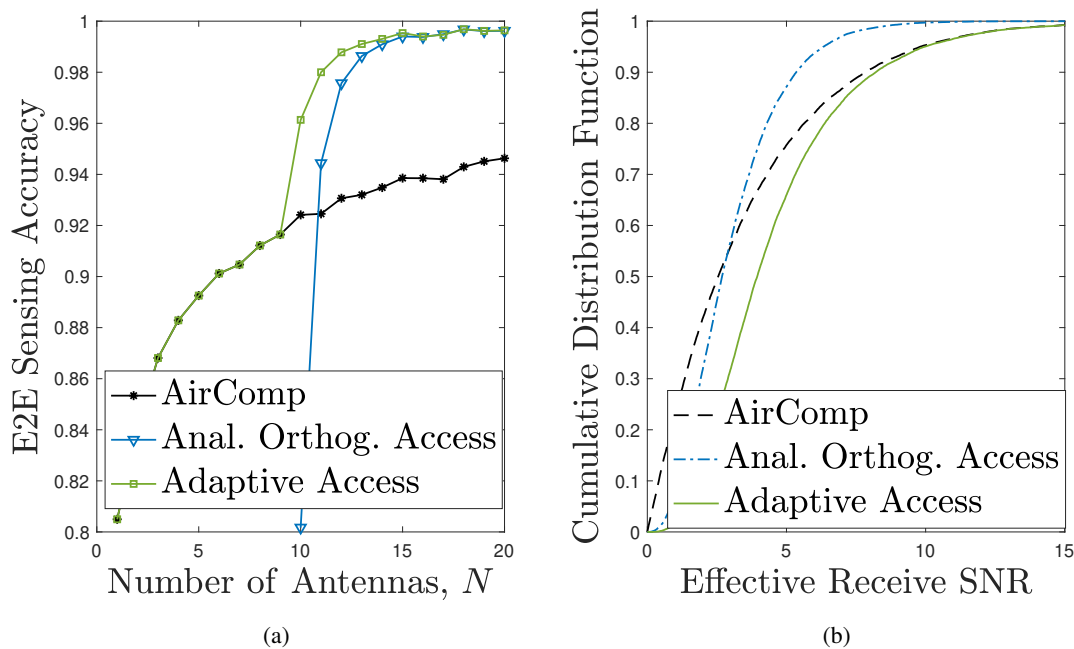 E2E Sensing Accuracy
1
0.98
0.96
0.94
0.92
0.9
0.88
0.86
0.84
0.82
0.8
AirComp
Anal. Orthog. Access
Adaptive Access
0 5 10 15 20
Number of Antennas, N
(a)
Cumulative Distribution Function
1
0.9
0.8
0.7
0.6
0.5
0.4
0.3
0.2
0.1
0
AirComp
Anal. Orthog. Access
Adaptive Access
0 5 10 15
Effective Receive SNR
(b)